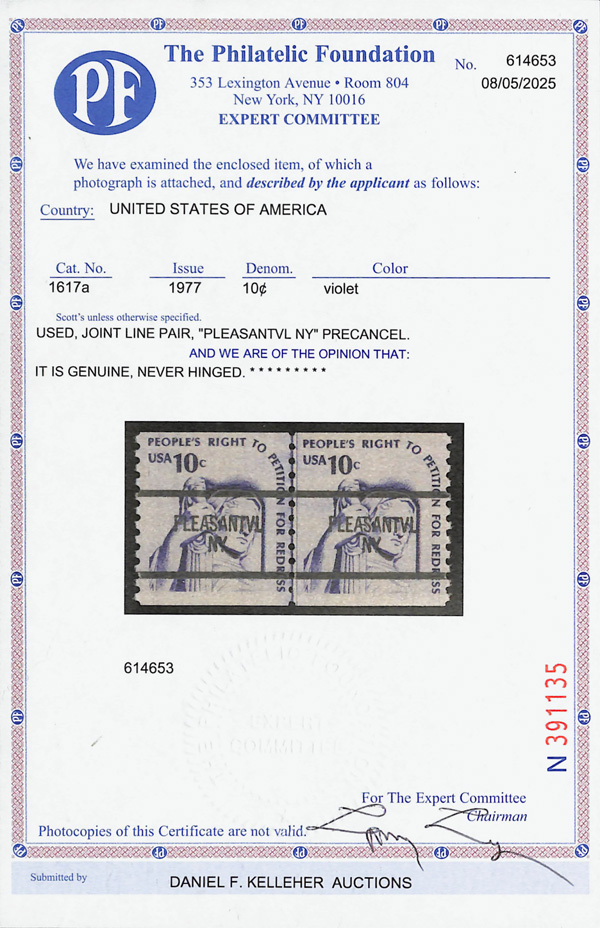 PF
The Philatelic Foundation
353 Lexington Avenue • Room 804
New York, NY 10016
EXPERT COMMITTEE
No. 614653
08/05/2025
We have examined the enclosed item, of which a
photograph is attached, and described by the applicant as follows:
Country: UNITED STATES OF AMERICA
Cat. No. Issue Denom. Color
1617a 1977 10¢ violet
Scott's unless otherwise specified.
USED, JOINT LINE PAIR, "PLEASANTVL NY" PRECANCEL.
AND WE ARE OF THE OPINION THAT:
IT IS GENUINE, NEVER HINGED. * * * * * * * * *
PEOPLE'S RIGHT TO PETITION FOR REDRESS
USA 10c
PLEASANTVL
NY
PEOPLE'S RIGHT TO PETITION FOR REDRESS
USA 10c
PLEASANTVL
NY
614653
EXPERT
COMMITTEE
N 391135
For The Expert Committee
Chairman
Photocopies of this Certificate are not valid.
Submitted by
DANIEL F. KELLEHER AUCTIONS